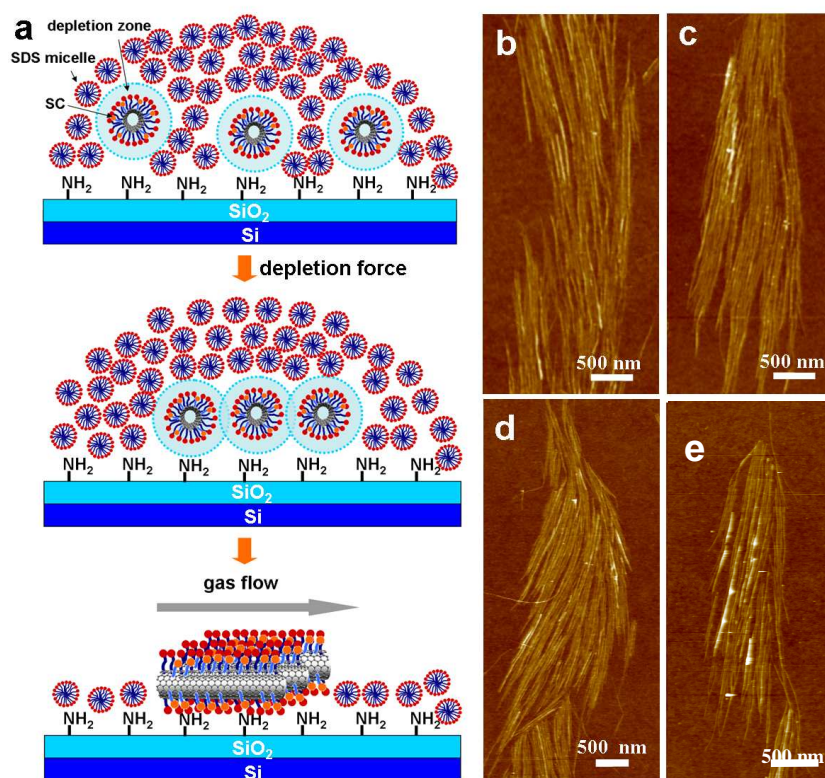 a
depletion zone
SDS micelle
SC
NH2 NH2 NH2 NH2 NH2 NH2 NH2
SiO2
Si
depletion force
NH2 NH2 NH2 NH2 NH2 NH2 NH2
SiO2
Si
gas flow
NH2 NH2 NH2 NH2 NH2 NH2 NH2
SiO2
Si
b
500 nm
c
500 nm
d
500 nm
e
500 nm